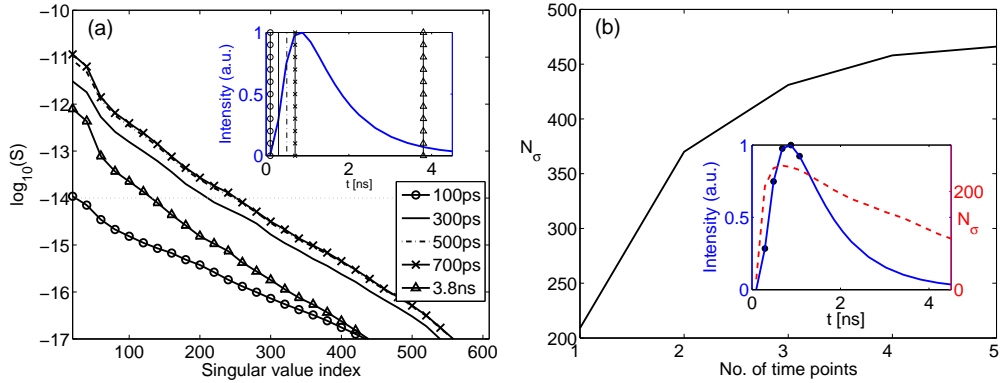 (a)
log10(S)
−10
−11
−12
−13
−14
−15
−16
−17
100 200 300 400 500 600
Singular value index
Intensity (a.u.)
1
0.5
0
0 2 4
t [ns]
100ps
300ps
500ps
700ps
3.8ns
(b)
Nσ
500
450
400
350
300
250
200
1 2 3 4 5
No. of time points
Intensity (a.u.)
1
0.5
0
0 2 4
t [ns]
200
0
Nσ